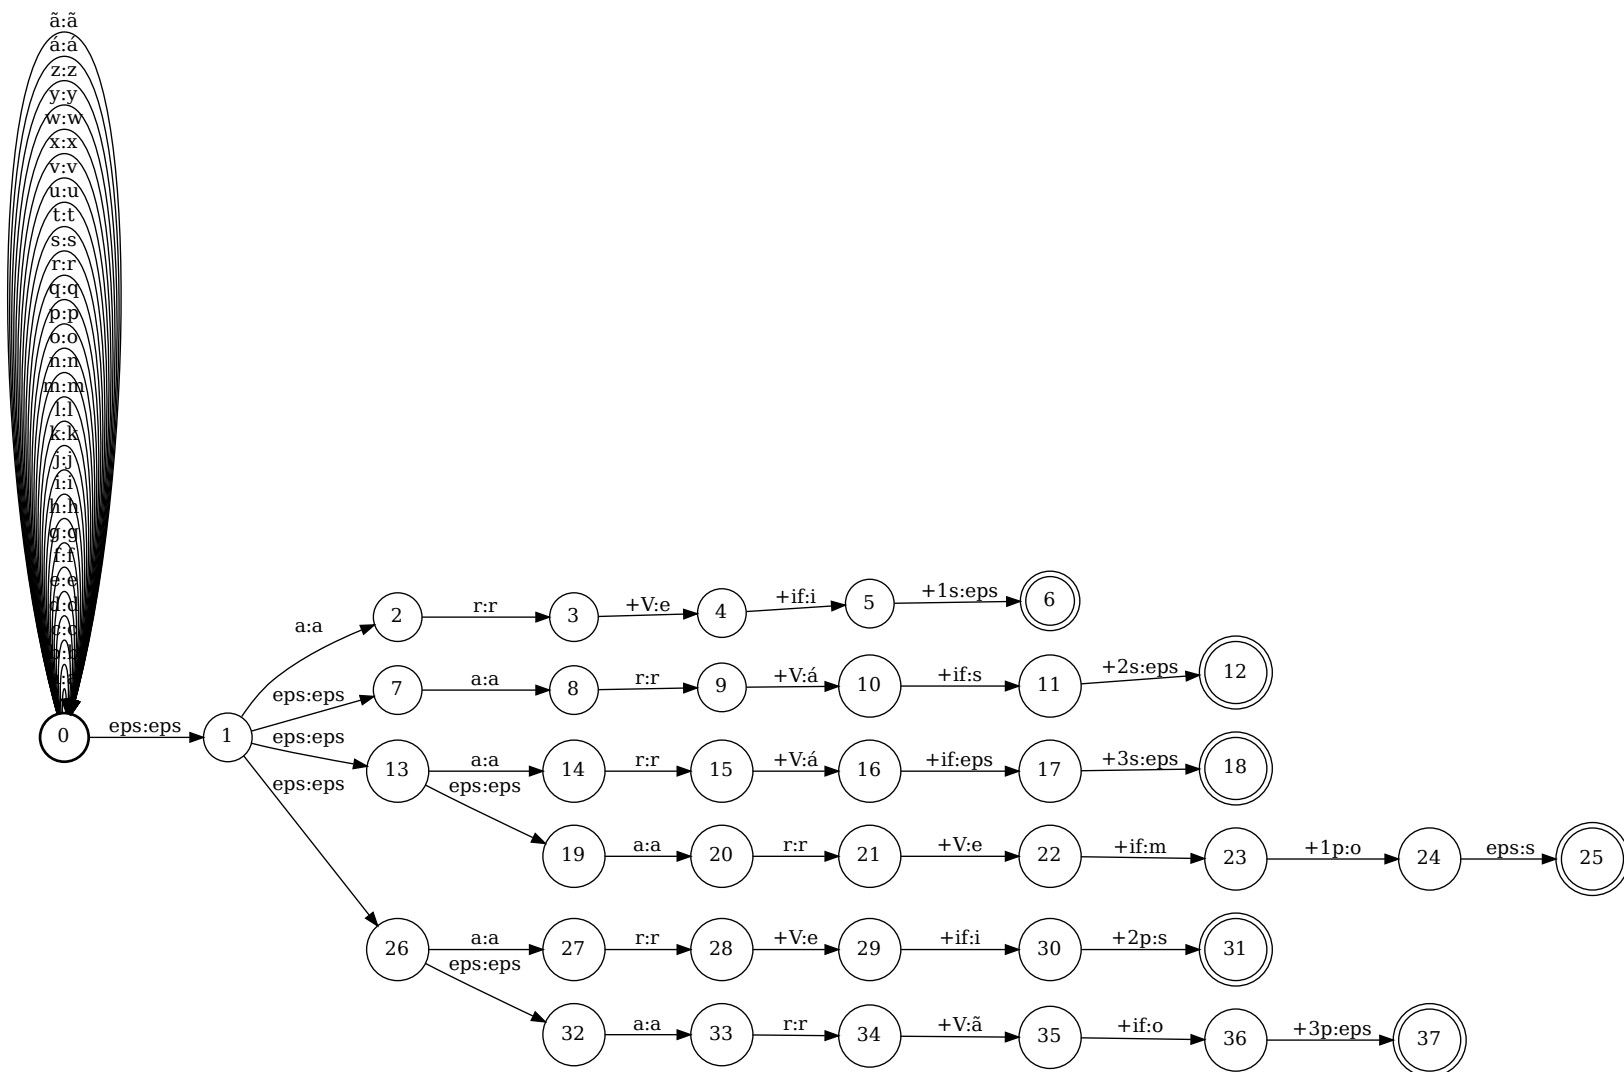 ã:ã
á:á
z:z
y:y
w:w
x:x
v:v
u:u
t:t
s:s
r:r
q:q
p:p
o:o
n:n
m:m
l:l
k:k
j:j
i:i
h:h
g:g
f:f
e:e
d:d
c:c
b:b
0 eps:eps 1
a:a 2 r:r 3 +V:e 4 +if:i 5 +1s:eps 6
eps:eps 7 a:a 8 r:r 9 +V:á 10 +if:s 11 +2s:eps 12
eps:eps 13 a:a 14 r:r 15 +V:á 16 +if:eps 17 +3s:eps 18
eps:eps 19 a:a 20 r:r 21 +V:e 22 +if:m 23 +1p:o 24 eps:s 25
eps:eps 26 a:a 27 r:r 28 +V:e 29 +if:i 30 +2p:s 31
eps:eps 32 a:a 33 r:r 34 +V:ã 35 +if:o 36 +3p:eps 37